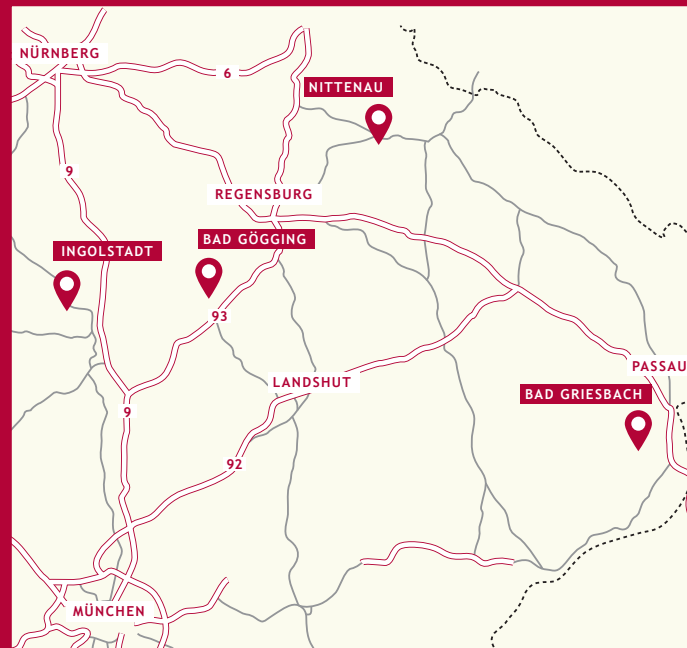 NÜRNBERG
6
NITTENAU
9
REGENSBURG
BAD GÖGGING
INGOLSTADT
93
PASSAU
LANDSHUT
BAD GRIESBACH
9
92
MÜNCHEN